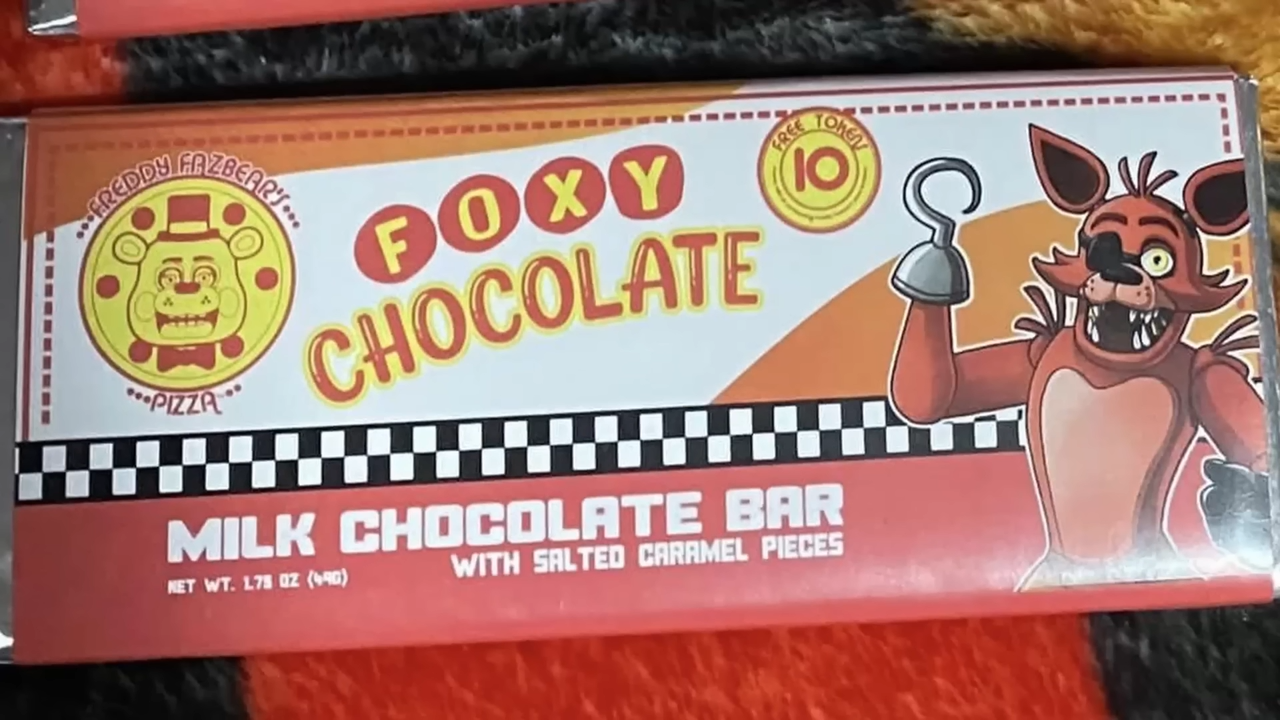 FREDDY FAZBEAR'S
PIZZA
FOXY
CHOCOLATE
FREE TOKEN
10
MILK CHOCOLATE BAR
WITH SALTED CARAMEL PIECES
NET WT. 1.75 OZ (49G)